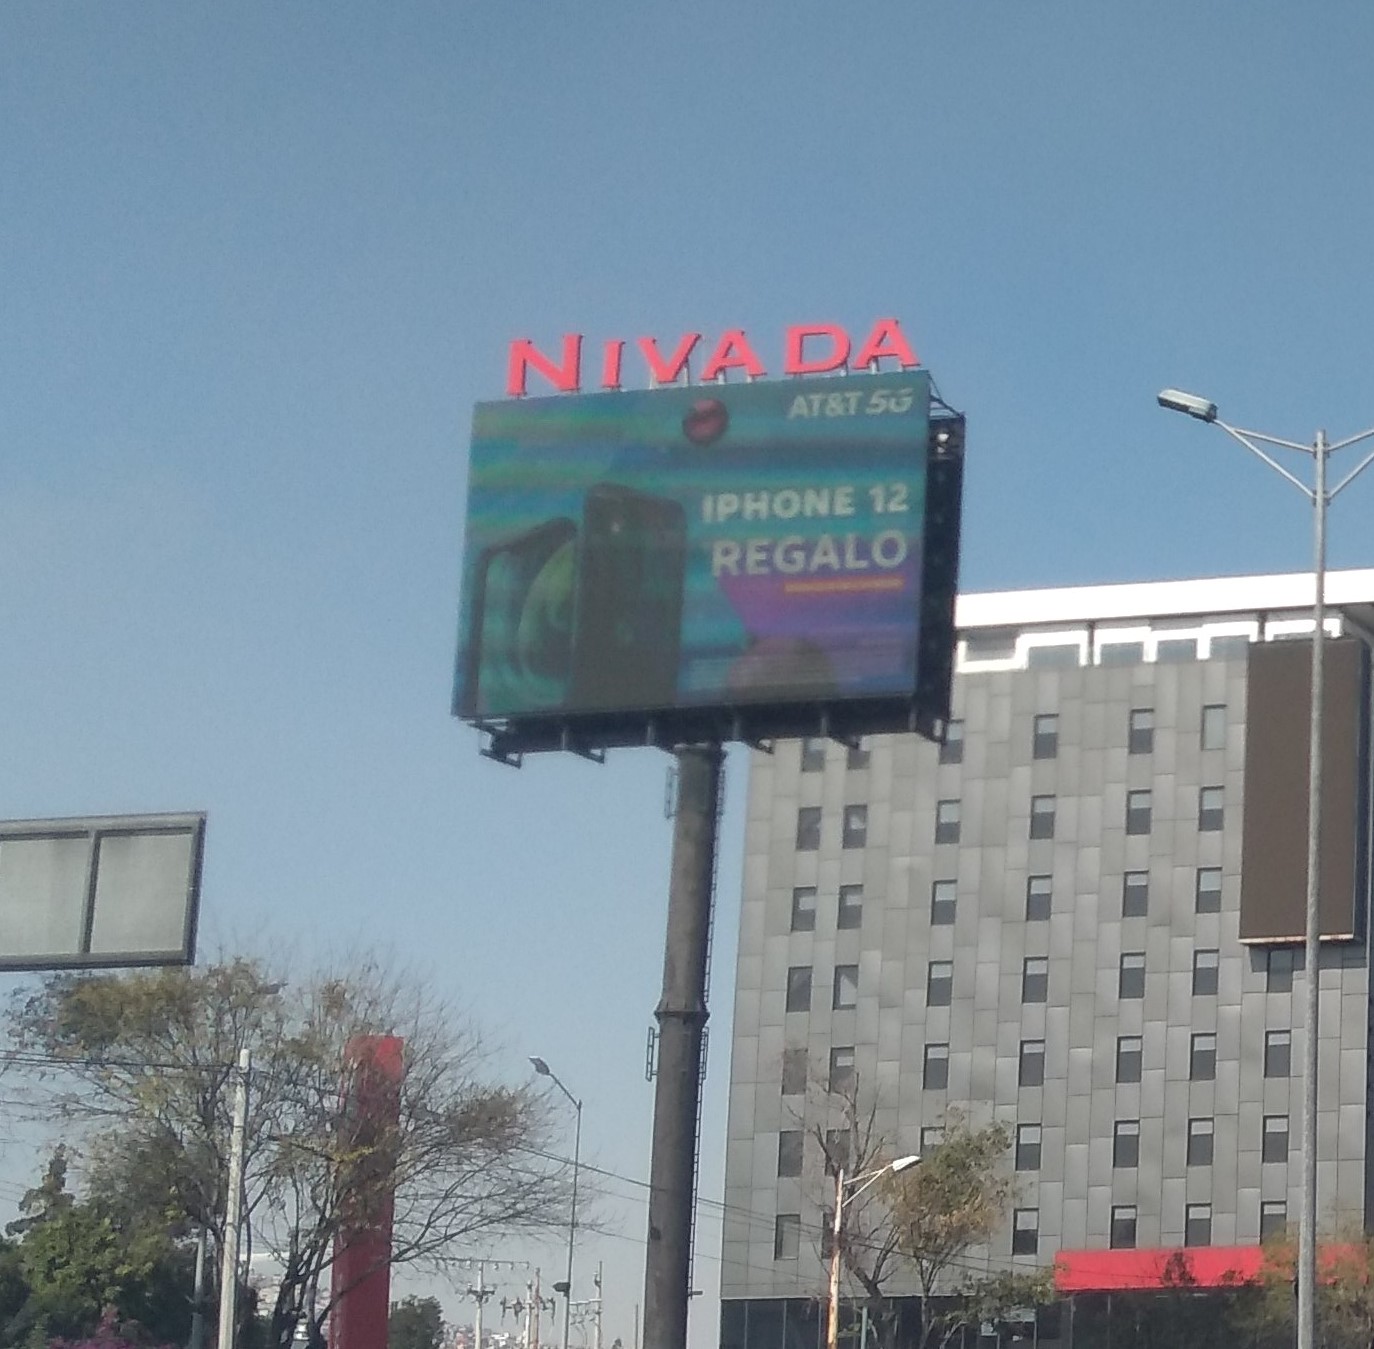 NIVADA
AT&T 5G
IPHONE 12
REGALO